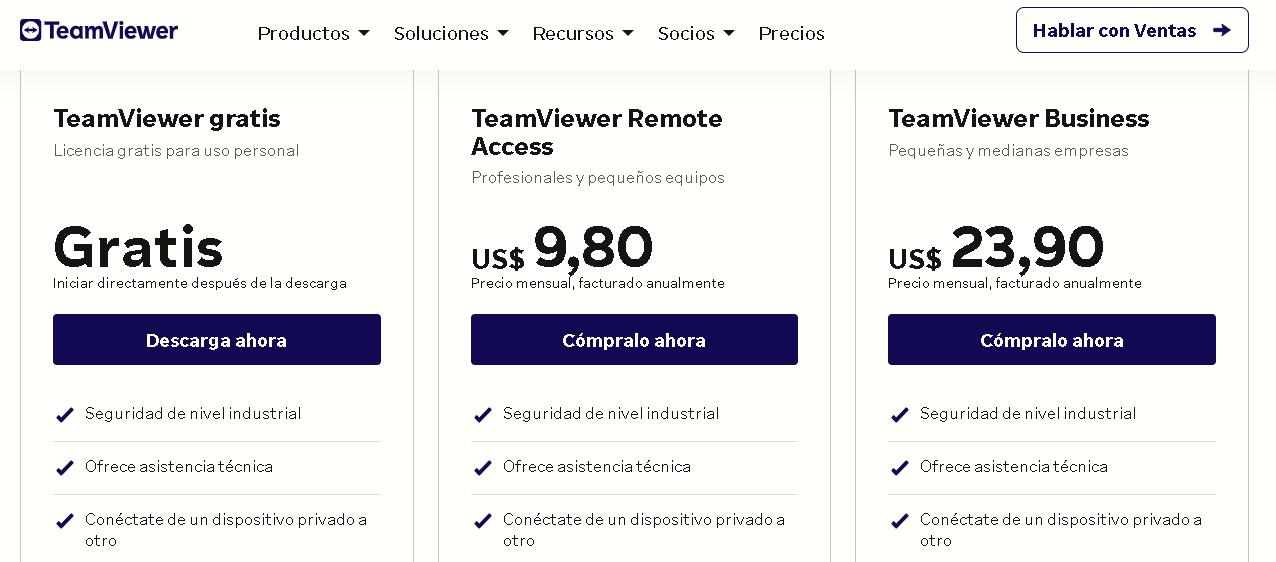 TeamViewer
Productos
Soluciones
Recursos
Socios
Precios
Hablar con Ventas
TeamViewer gratis
Licencia gratis para uso personal
Gratis
Iniciar directamente después de la descarga
Descarga ahora
Seguridad de nivel industrial
Ofrece asistencia técnica
Conéctate de un dispositivo privado a
otro
TeamViewer Remote
Access
Profesionales y pequeños equipos
US$ 9,80
Precio mensual, facturado anualmente
Cómpralo ahora
Seguridad de nivel industrial
Ofrece asistencia técnica
Conéctate de un dispositivo privado a
otro
TeamViewer Business
Pequeñas y medianas empresas
US$ 23,90
Precio mensual, facturado anualmente
Cómpralo ahora
Seguridad de nivel industrial
Ofrece asistencia técnica
Conéctate de un dispositivo privado a
otro